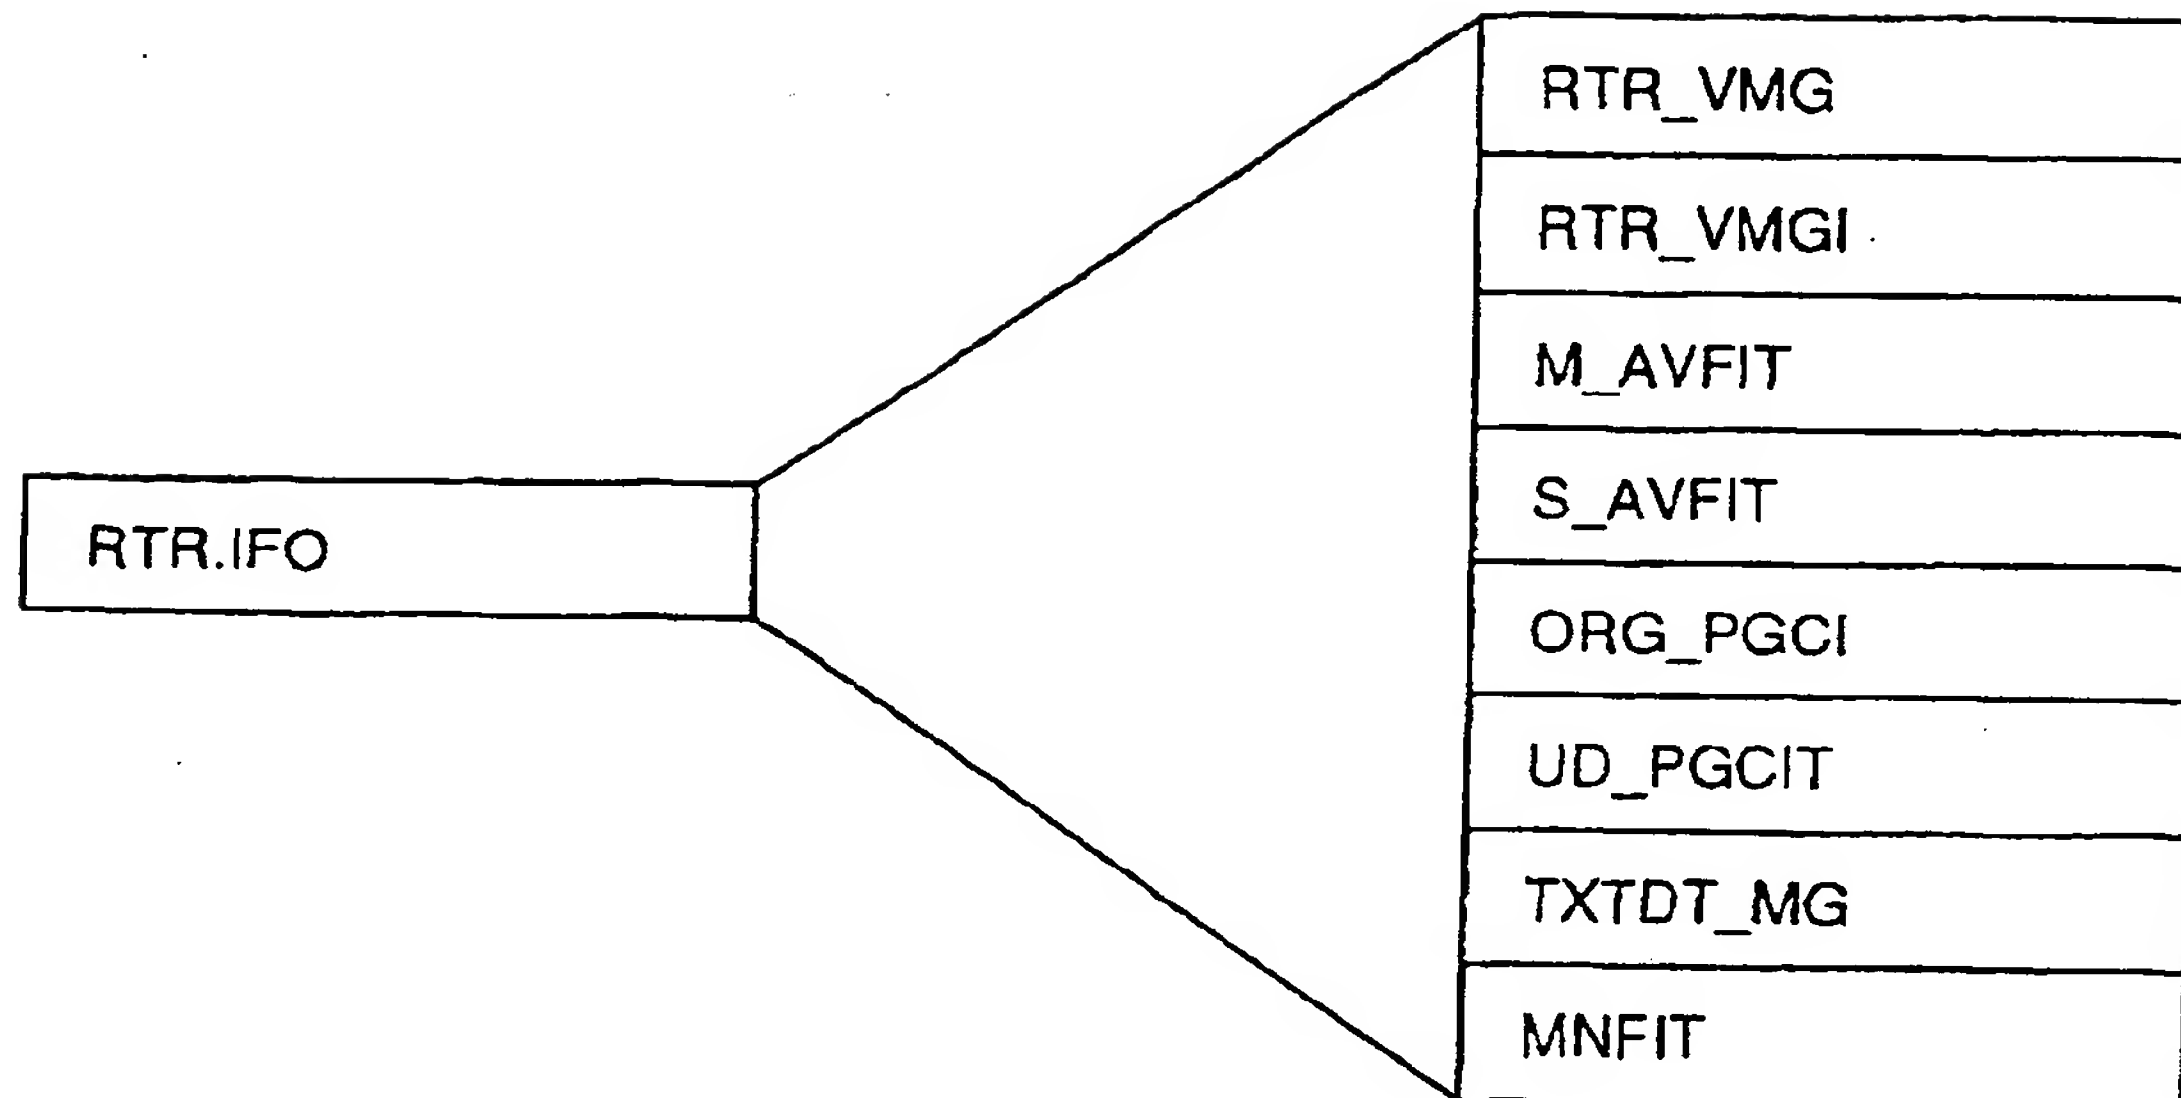 RTR_VMG
RTR_VMGI
M_AVFIT
S_AVFIT
RTR.IFO
ORG_PGCI
UD_PGCIT
TXTDT_MG
MNFIT